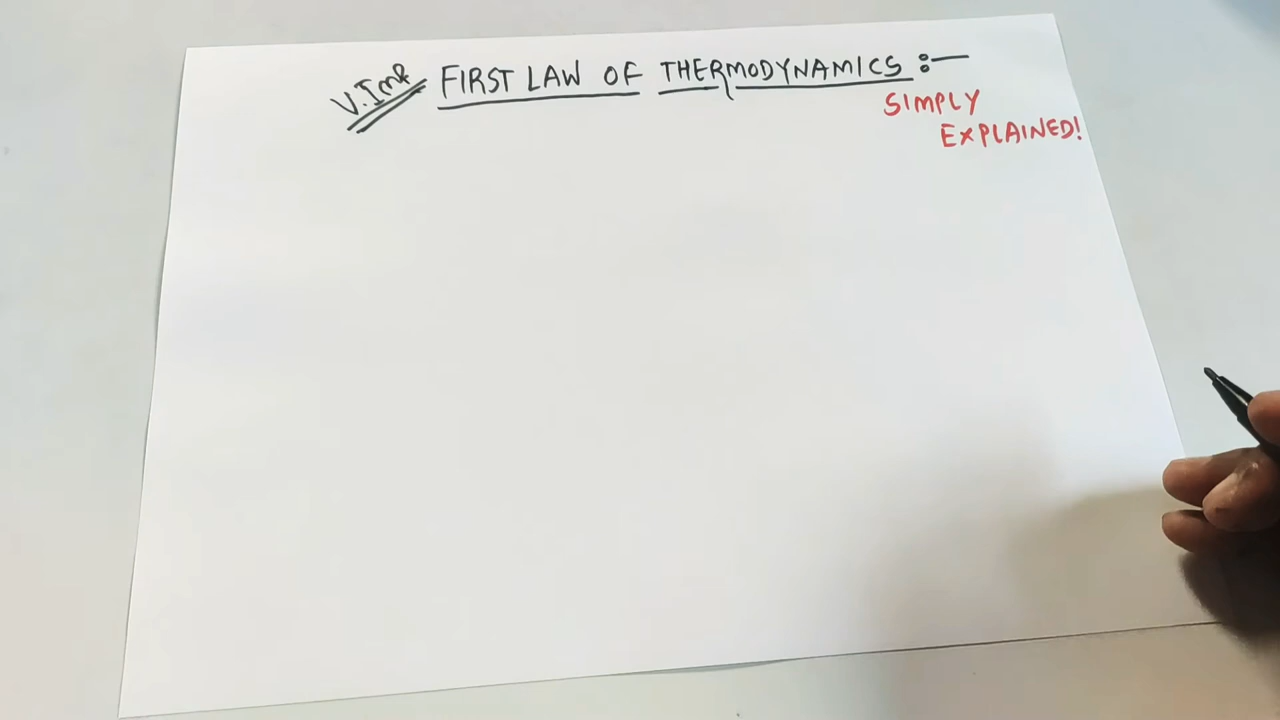 V. Imp FIRST LAW OF THERMODYNAMICS :—
SIMPLY
EXPLAINED!